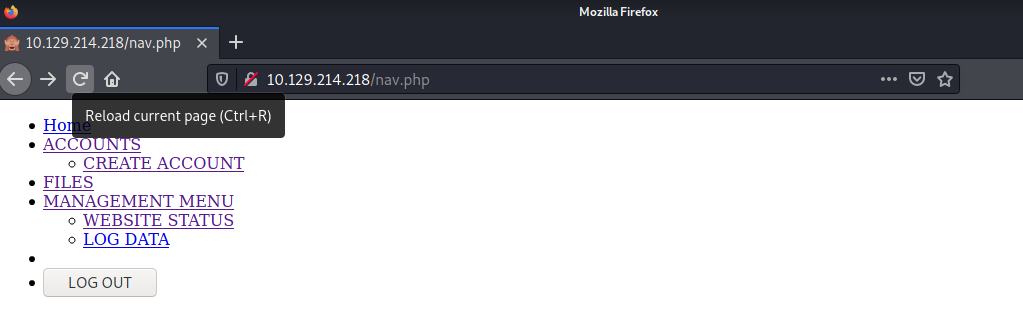 Mozilla Firefox
10.129.214.218/nav.php
10.129.214.218/nav.php
Reload current page (Ctrl+R)
Home
ACCOUNTS
CREATE ACCOUNT
FILES
MANAGEMENT MENU
WEBSITE STATUS
LOG DATA
LOG OUT